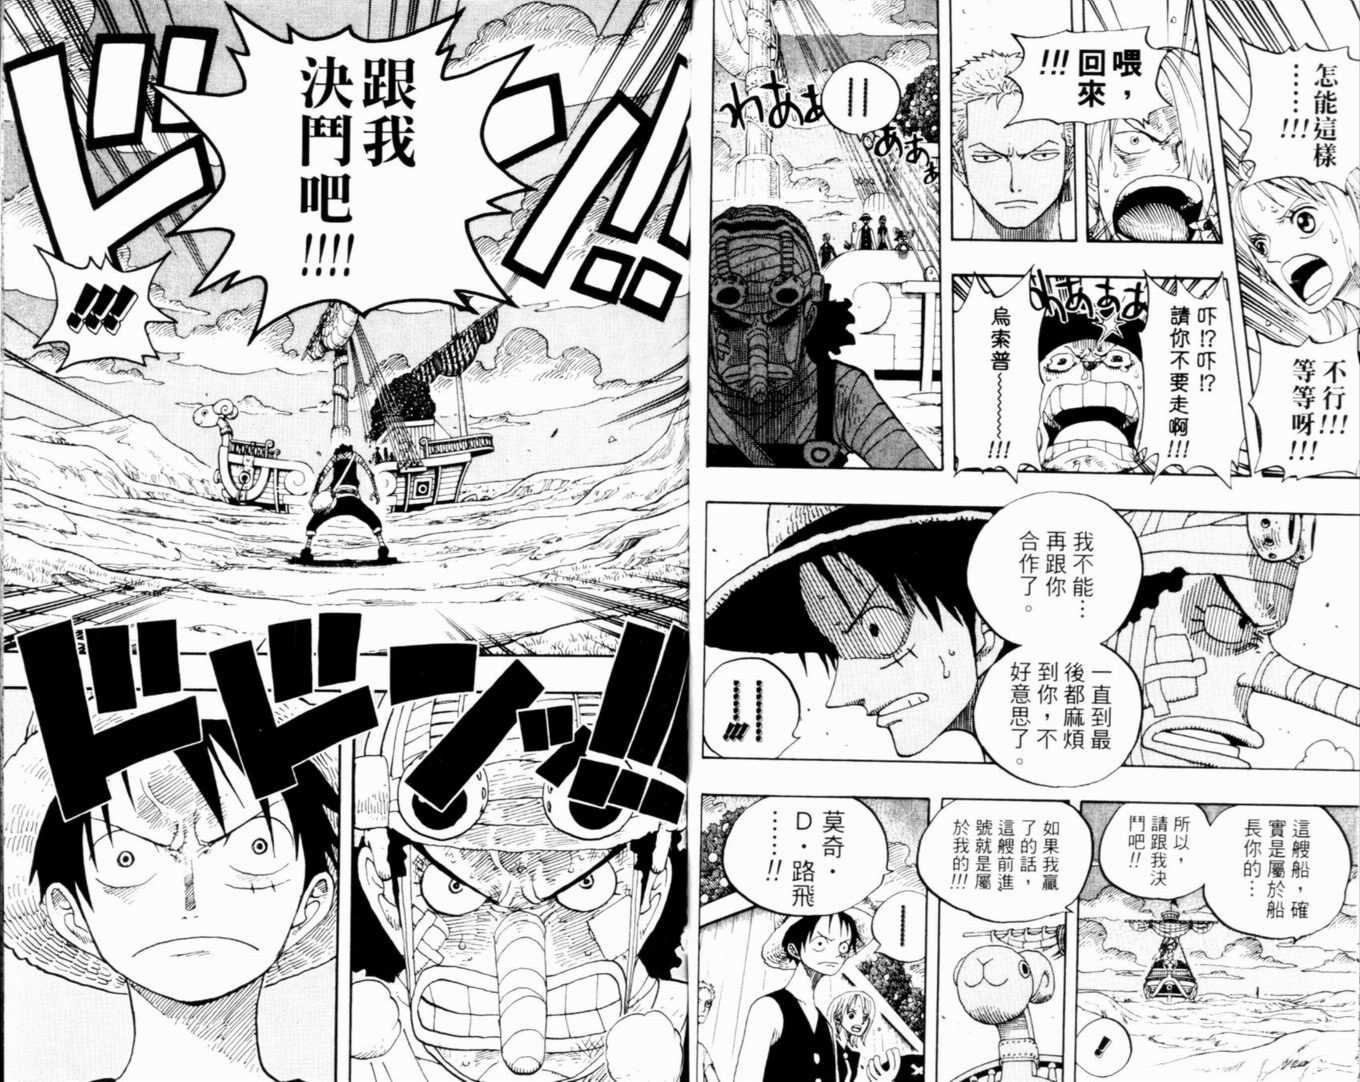 怎能這樣
……!!!
喂，
回來
!!!
不行!!!
等等呀!!!
吓!?吓!?
請你不要走啊!!!!
わぁぁぁ
烏索普~~~~~~~!!!!
!!!
わぁぁぁ
ぁぁぁ
我不能…
再跟你
合作了。
一直到最
後都麻煩
到你，不
好意思了。
………………!!!
這艘船，確
實是屬於船
長你的…
所以，
請跟我決
鬥吧!!
!
如果我贏
了的話，
這艘前進
號就是屬
於我的!!!
莫奇・
D・路飛
……!!
………
跟我
決鬥吧
!!!!
ビ!!!
!!!
ドドン…!!!